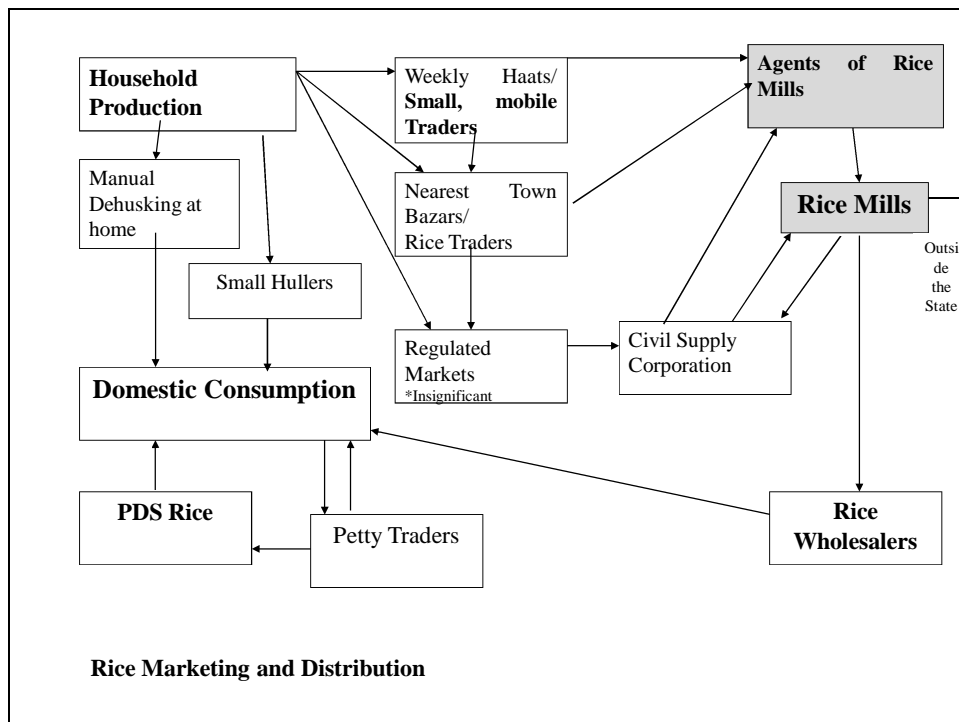 Household
Production
Weekly Haats/
Small, mobile
Traders
Agents of Rice
Mills
Manual
Dehusking at
home
Nearest Town
Bazars/
Rice Traders
Rice Mills
Outsi
de
the
State
Small Hullers
Regulated
Markets
*Insignificant
Civil Supply
Corporation
Domestic Consumption
PDS Rice
Petty Traders
Rice
Wholesalers
Rice Marketing and Distribution